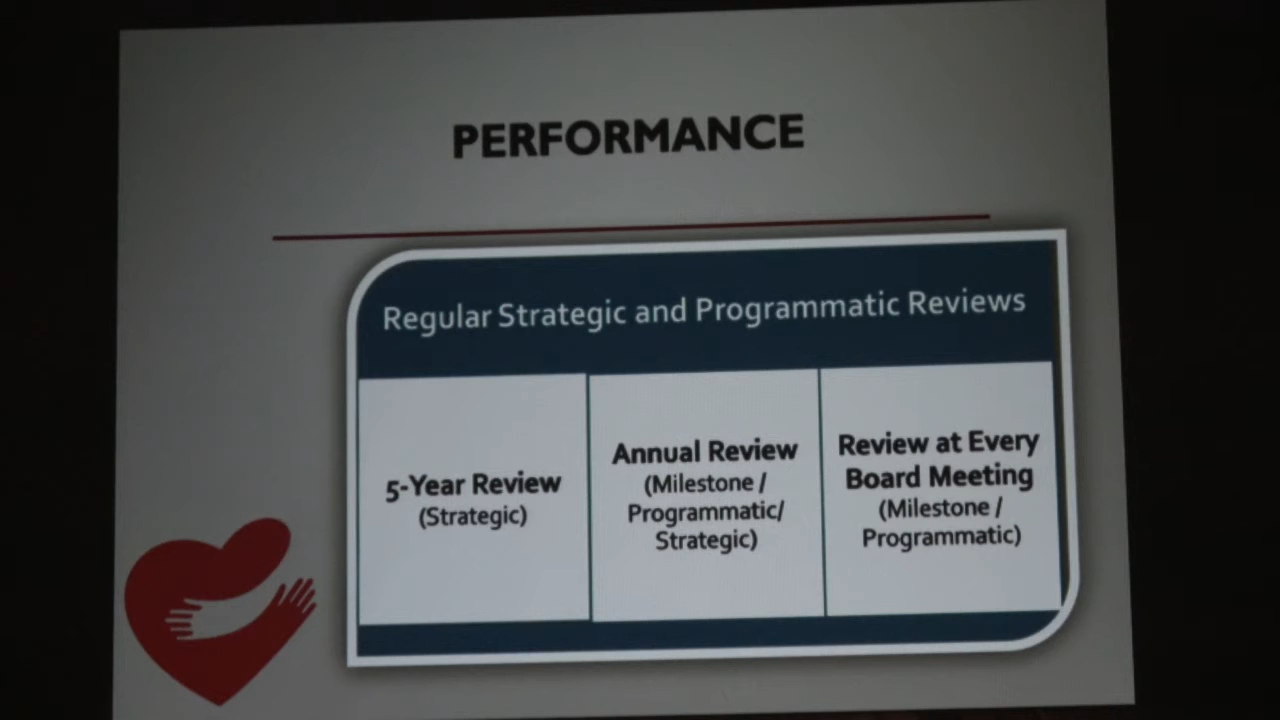 PERFORMANCE
Regular Strategic and Programmatic Reviews
5-Year Review
(Strategic)
Annual Review
(Milestone /
Programmatic/
Strategic)
Review at Every
Board Meeting
(Milestone /
Programmatic)